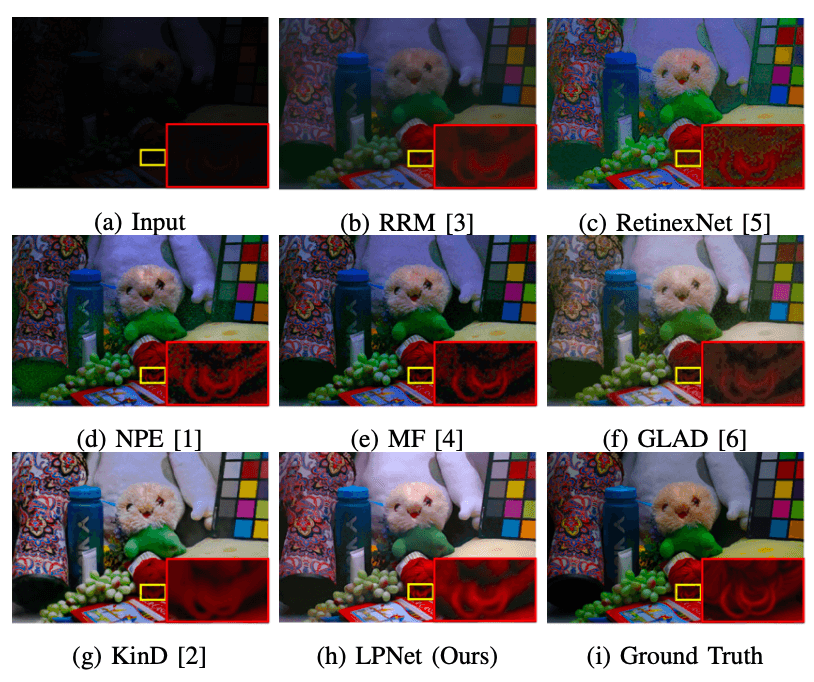 (a) Input
(b) RRM [3]
(c) RetinexNet [5]
(d) NPE [1]
(e) MF [4]
(f) GLAD [6]
(g) KinD [2]
(h) LPNet (Ours)
(i) Ground Truth